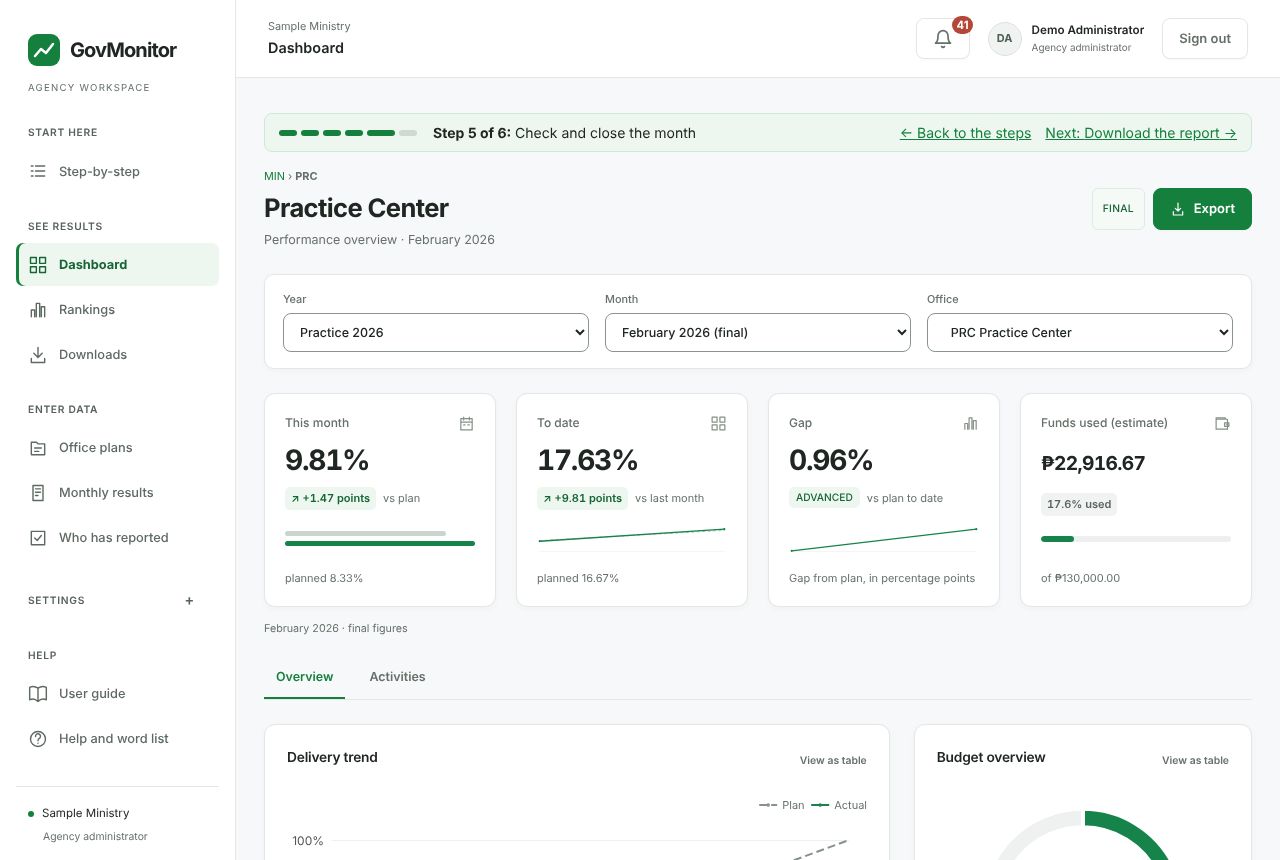 GovMonitor
AGENCY WORKSPACE
START HERE
Step-by-step
SEE RESULTS
Dashboard
Rankings
Downloads
ENTER DATA
Office plans
Monthly results
Who has reported
SETTINGS +
HELP
User guide
Help and word list
Sample Ministry
Agency administrator
Sample Ministry
Dashboard
41
DA
Demo Administrator
Agency administrator
Sign out
Step 5 of 6: Check and close the month
← Back to the steps Next: Download the report →
MIN › PRC
Practice Center
Performance overview · February 2026
FINAL
Export
Year
Practice 2026
Month
February 2026 (final)
Office
PRC Practice Center
This month
9.81%
↗ +1.47 points vs plan
planned 8.33%
To date
17.63%
↗ +9.81 points vs last month
planned 16.67%
Gap
0.96%
ADVANCED vs plan to date
Gap from plan, in percentage points
Funds used (estimate)
₱22,916.67
17.6% used
of ₱130,000.00
February 2026 · final figures
Overview Activities
Delivery trend
View as table
Plan Actual
100%
Budget overview
View as table